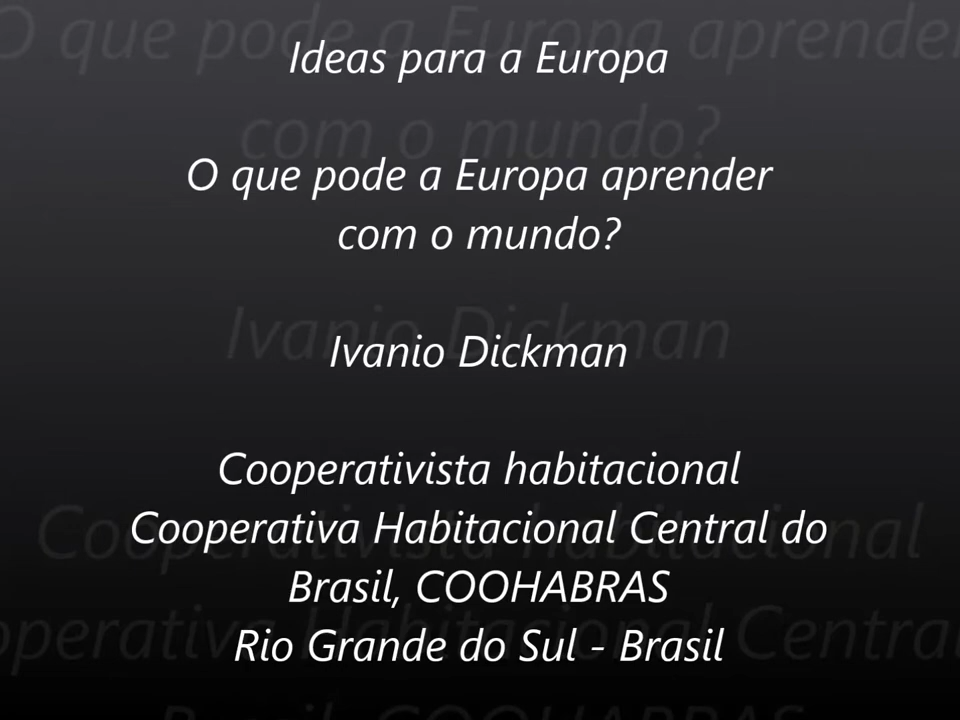 Ideas para a Europa
O que pode a Europa aprender
com o mundo?
Ivanio Dickman
Cooperativista habitacional
Cooperativa Habitacional Central do
Brasil, COOHABRAS
Rio Grande do Sul - Brasil